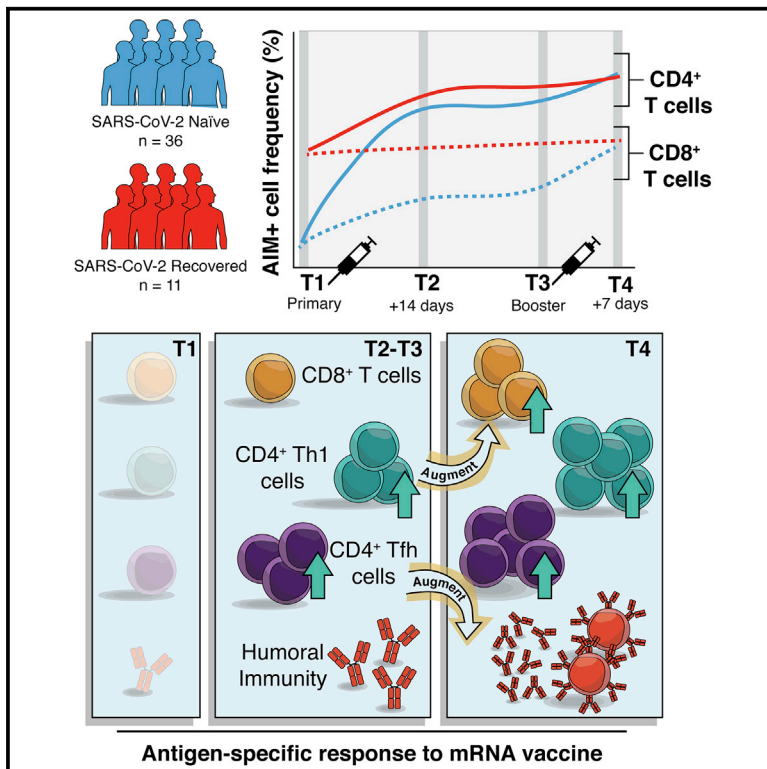 SARS-CoV-2 Naïve
n = 36
SARS-CoV-2 Recovered
n = 11
AIM+ cell frequency (%)
CD4⁺
T cells
CD8⁺
T cells
T1
Primary
T2
+14 days
T3
Booster
T4
+7 days
T1
T2-T3
CD8⁺ T cells
CD4⁺ Th1
cells
Augment
CD4⁺ Tfh
cells
Augment
Humoral
Immunity
T4
Antigen-specific response to mRNA vaccine